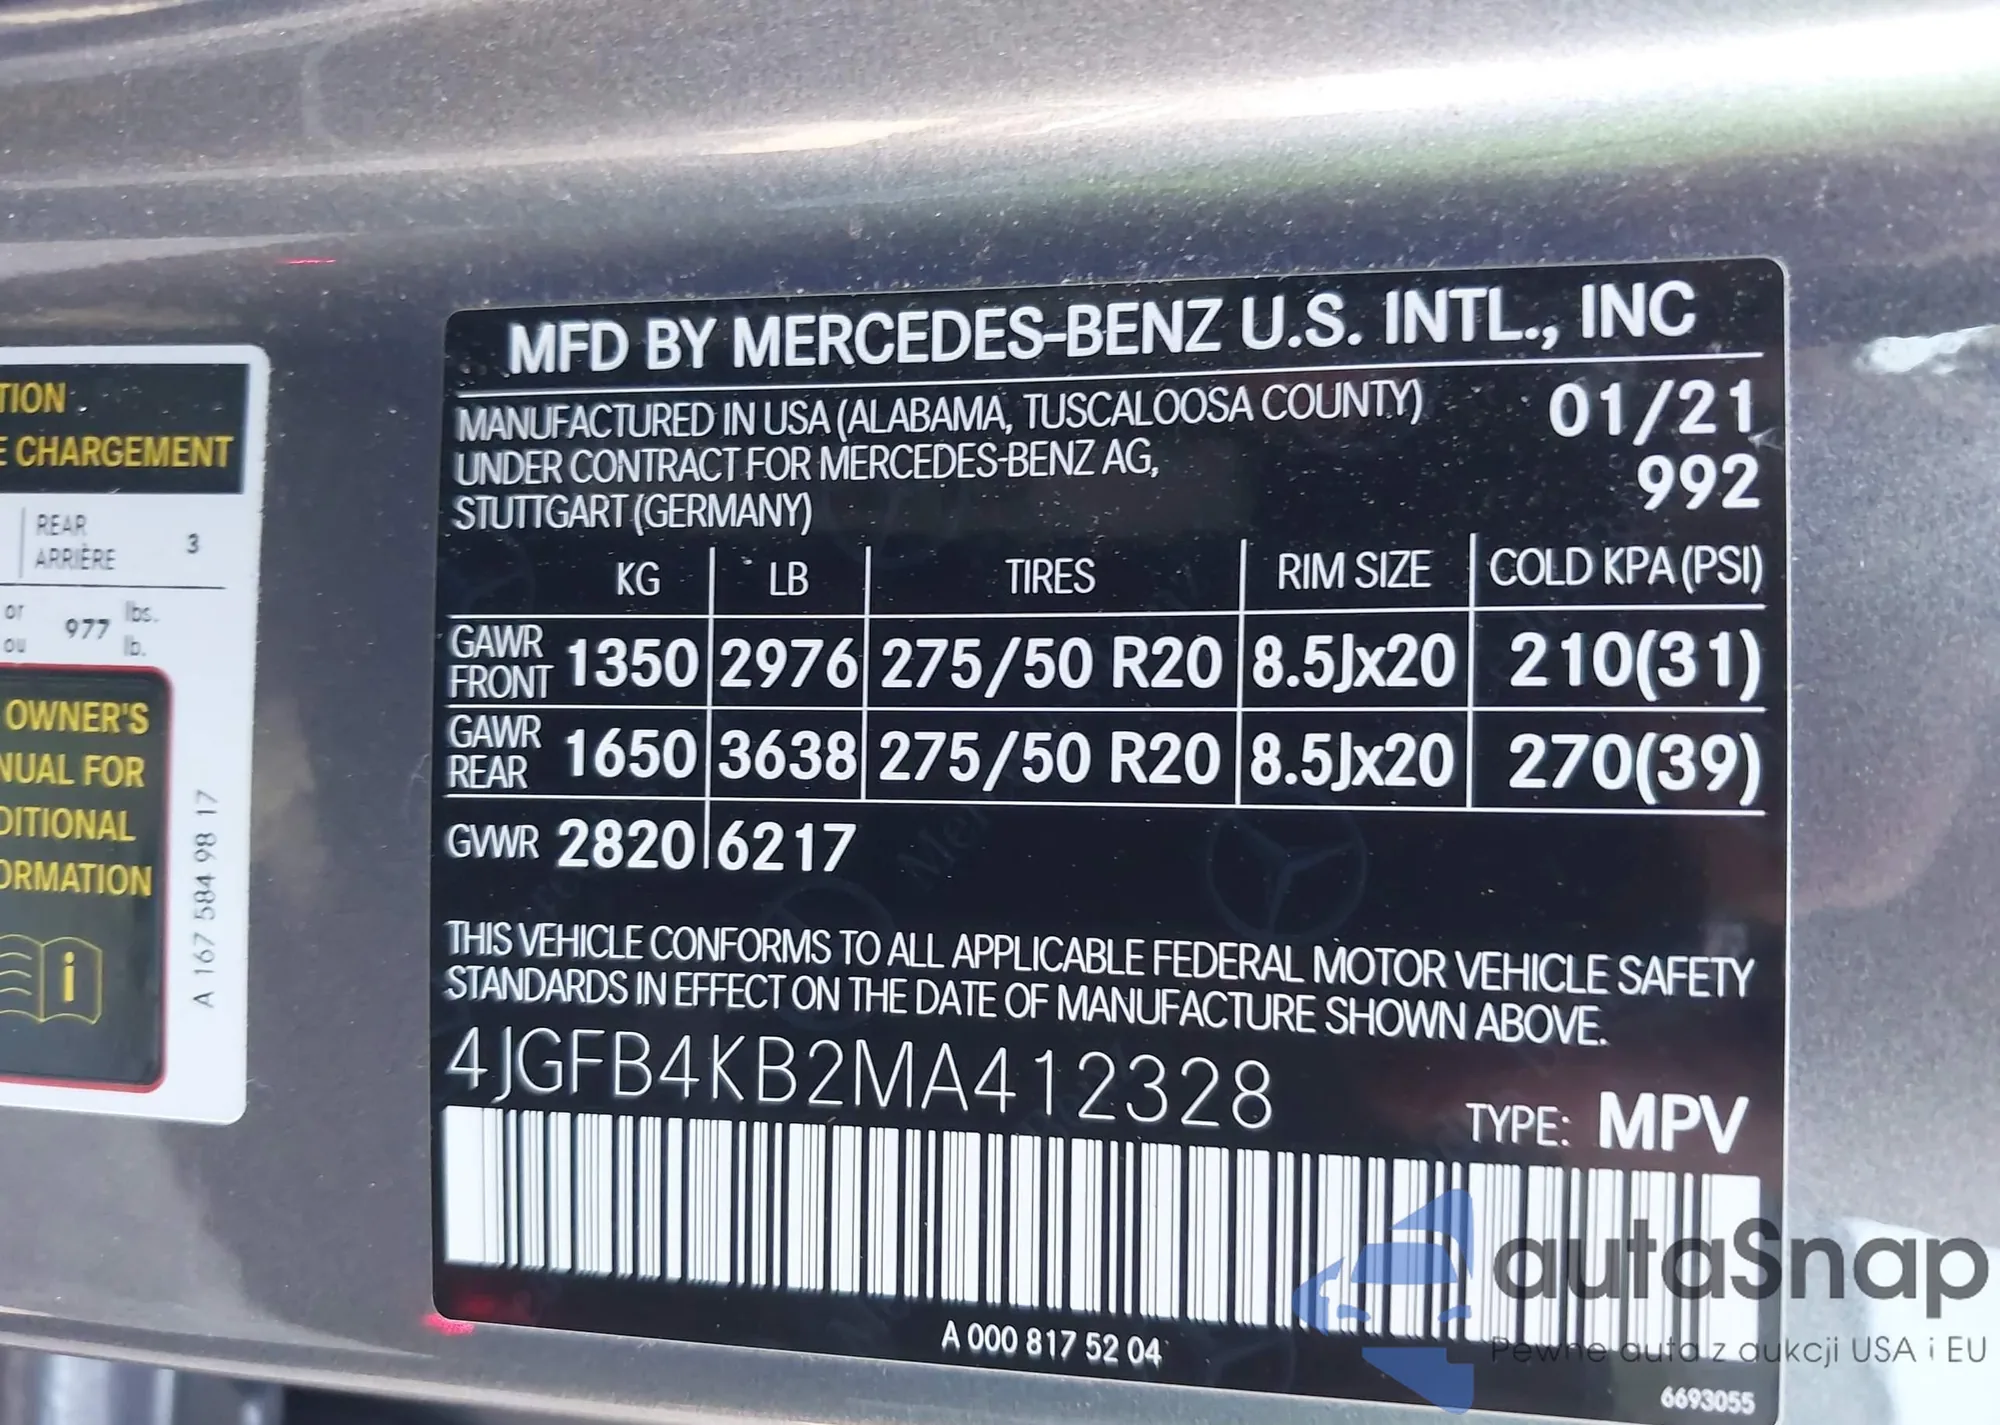 TION
E CHARGEMENT
REAR
ARRIÈRE
3
or
ou
977
lbs.
lb.
OWNER'S
NUAL FOR
DITIONAL
ORMATION
i
A 167 584 98 17
MFD BY MERCEDES-BENZ U.S. INTL., INC
MANUFACTURED IN USA (ALABAMA, TUSCALOOSA COUNTY) 01/21
UNDER CONTRACT FOR MERCEDES-BENZ AG, 992
STUTTGART (GERMANY)
KG LB TIRES RIM SIZE COLD KPA (PSI)
GAWR FRONT 1350 2976 275/50 R20 8.5Jx20 210(31)
GAWR REAR 1650 3638 275/50 R20 8.5Jx20 270(39)
GVWR 2820 6217
THIS VEHICLE CONFORMS TO ALL APPLICABLE FEDERAL MOTOR VEHICLE SAFETY
STANDARDS IN EFFECT ON THE DATE OF MANUFACTURE SHOWN ABOVE.
4JGFB4KB2MA412328
TYPE: MPV
A 000 817 52 04
6693055
autaSnap
Pewne auta z aukcji USA i EU